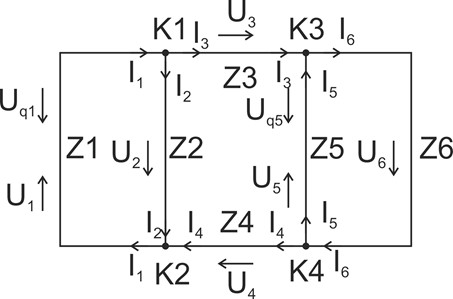 U3
K1 I3 K3 I6
I1 I2 Z3 I3 I5
Uq1 Uq5
Z1 U2 Z2 Z5 U6 Z6
U1 U5
I2 I4 Z4 I4 I5
I1 K2 K4 I6
U4